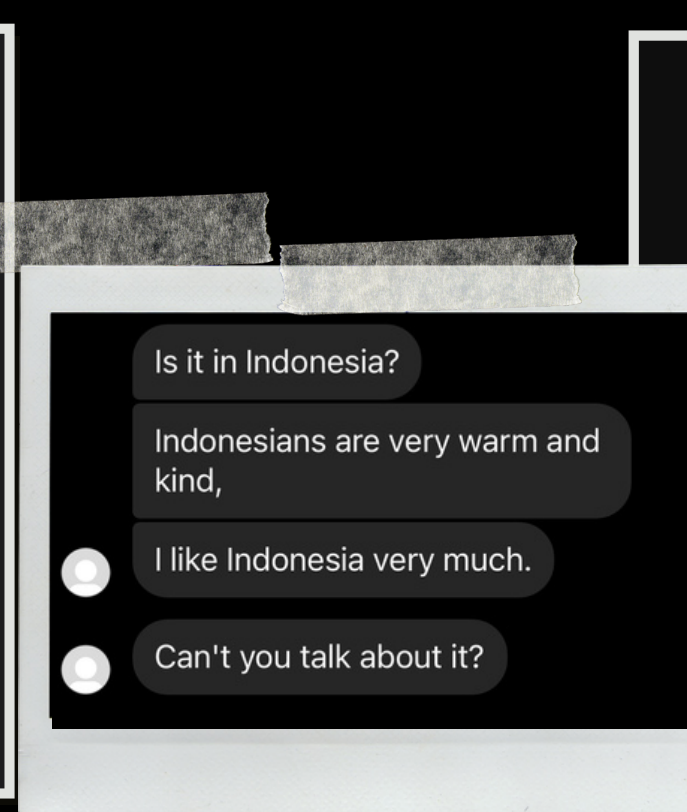 Is it in Indonesia?
Indonesians are very warm and
kind,
I like Indonesia very much.
Can't you talk about it?